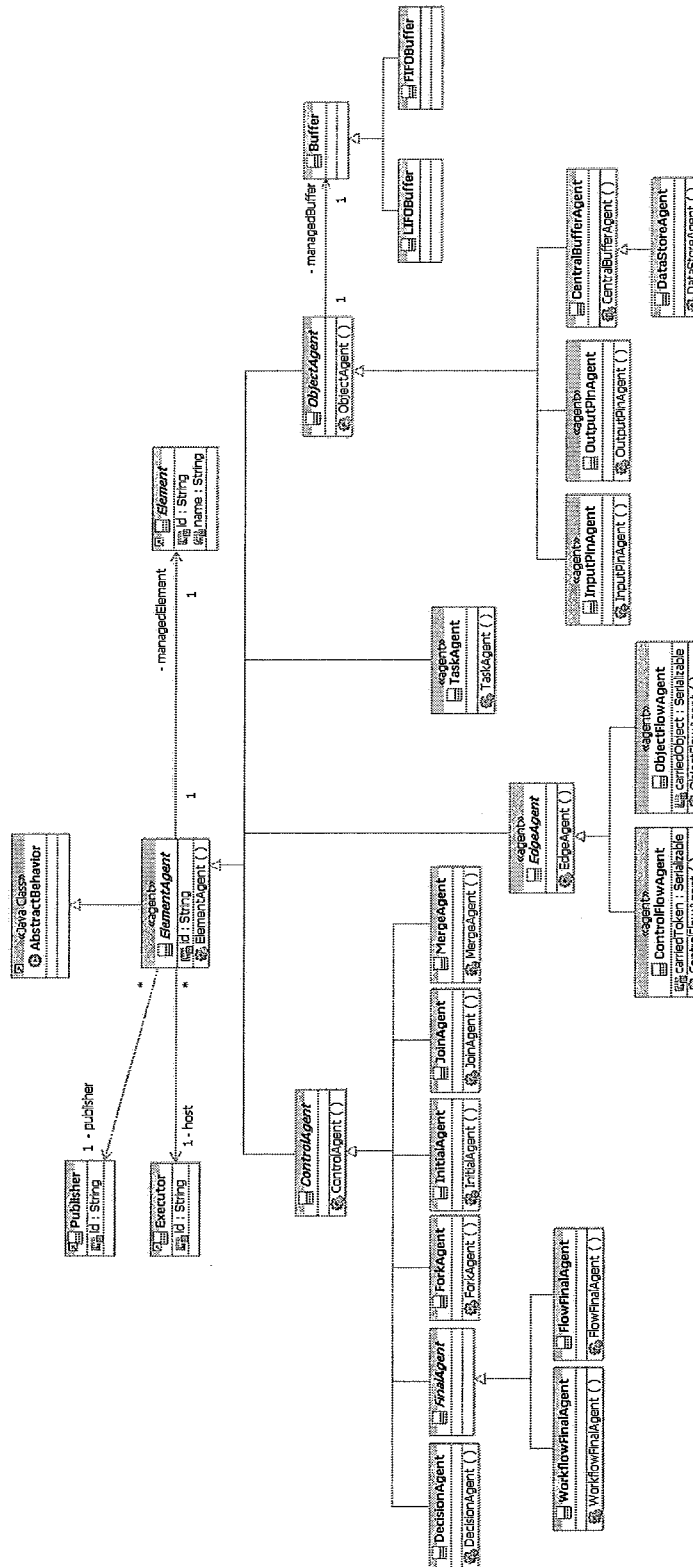 «Java Class»
AbstractBehavior
Publisher
id : String
1 - publisher
*
Executor
id : String
1 - host
*
«agent»
ElementAgent
id : String
ElementAgent ( )
1
- managedElement
1
Element
id : String
name : String
ControlAgent
ControlAgent ( )
ObjectAgent
ObjectAgent ( )
1
- managedBuffer
1
Buffer
LIFOBuffer
FIFOBuffer
DecisionAgent
DecisionAgent ( )
FinalAgent
ForkAgent
ForkAgent ( )
InitialAgent
InitialAgent ( )
JoinAgent
JoinAgent ( )
MergeAgent
MergeAgent ( )
WorkflowFinalAgent
WorkflowFinalAgent ( )
FlowFinalAgent
FlowFinalAgent ( )
«agent»
EdgeAgent
EdgeAgent ( )
«agent»
TaskAgent
TaskAgent ( )
«agent»
InputPinAgent
InputPinAgent ( )
«agent»
OutputPinAgent
OutputPinAgent ( )
CentralBufferAgent
CentralBufferAgent ( )
DataStoreAgent
DataStoreAgent ( )
«agent»
ControlFlowAgent
carriedToken : Serializable
ControlFlowAgent ( )
«agent»
ObjectFlowAgent
carriedObject : Serializable
ObjectFlowAgent ( )